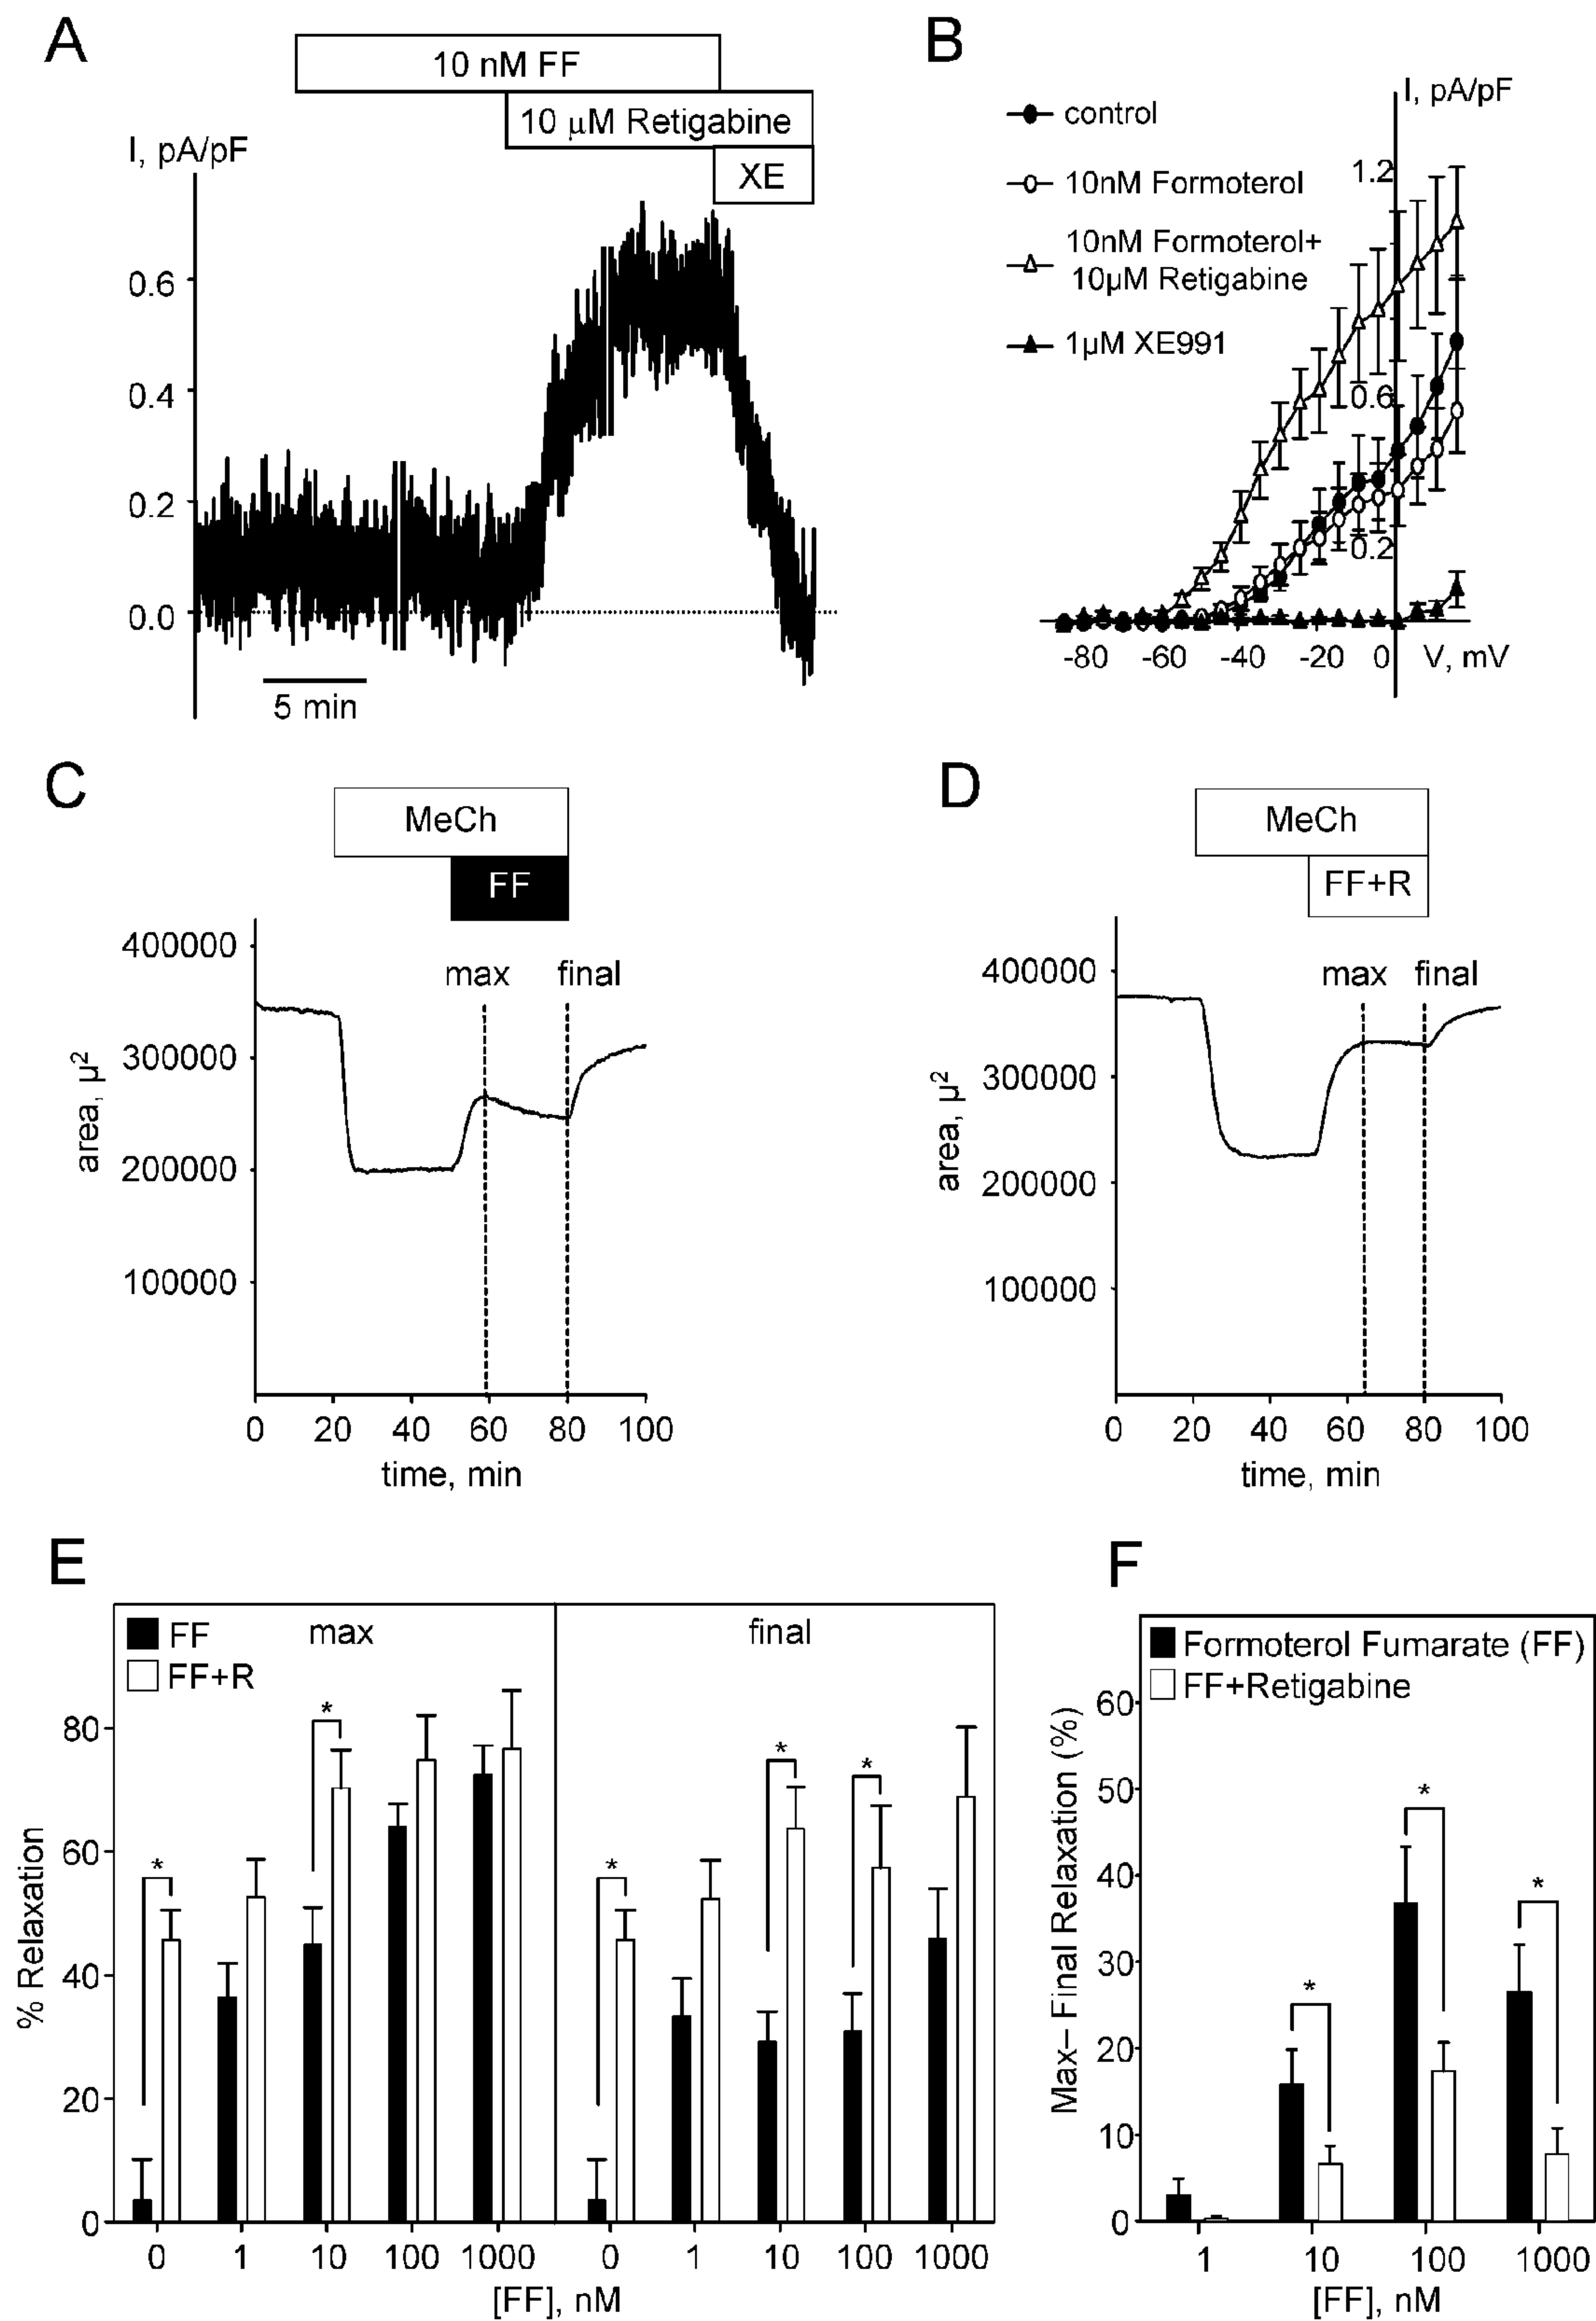 A
10 nM FF
10 μM Retigabine
XE
I, pA/pF
0.6
0.4
0.2
0.0
5 min
B
I, pA/pF
control
10nM Formoterol
10nM Formoterol+
10μM Retigabine
1μM XE991
1.2
0.6
0.2
-80 -60 -40 -20 0 V, mV
C
MeCh
FF
max final
400000
300000
200000
100000
area, μ²
0 20 40 60 80 100
time, min
D
MeCh
FF+R
max final
400000
300000
200000
100000
area, μ²
0 20 40 60 80 100
time, min
E
FF
FF+R
max
final
80
60
40
20
0
% Relaxation
* * * * *
0 1 10 100 1000 0 1 10 100 1000
[FF], nM
F
Formoterol Fumarate (FF)
FF+Retigabine
60
50
40
30
20
10
0
Max– Final Relaxation (%)
* * *
1 10 100 1000
[FF], nM